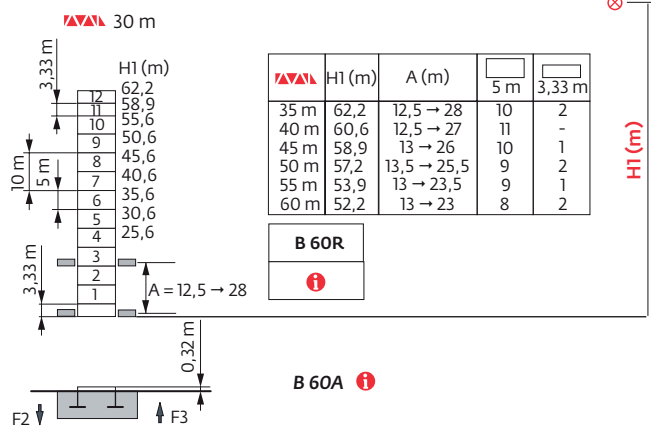 30 m
H1 (m)
3,33 m
62,2
58,9
55,6
50,6
45,6
40,6
35,6
30,6
25,6
12
11
10
9
8
7
6
5
4
3
2
1
10 m
5 m
3,33 m
A = 12,5 → 28
0,32 m
F2
F3
H1 (m) A (m) 5 m 3,33 m
35 m 62,2 12,5 → 28 10 2
40 m 60,6 12,5 → 27 11 -
45 m 58,9 13 → 26 10 1
50 m 57,2 13,5 → 25,5 9 2
55 m 53,9 13 → 23,5 9 1
60 m 52,2 13 → 23 8 2
B 60R
i
B 60A i
H1 (m)